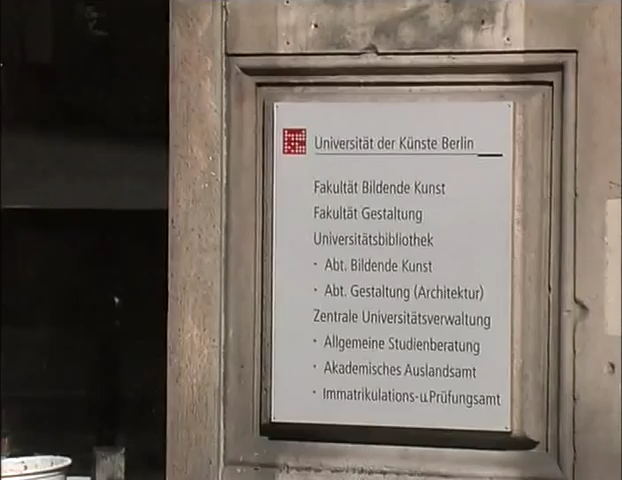 Universität der Künste Berlin
Fakultät Bildende Kunst
Fakultät Gestaltung
Universitätsbibliothek
· Abt. Bildende Kunst
· Abt. Gestaltung (Architektur)
Zentrale Universitätsverwaltung
· Allgemeine Studienberatung
· Akademisches Auslandsamt
· Immatrikulations-u.Prüfungsamt